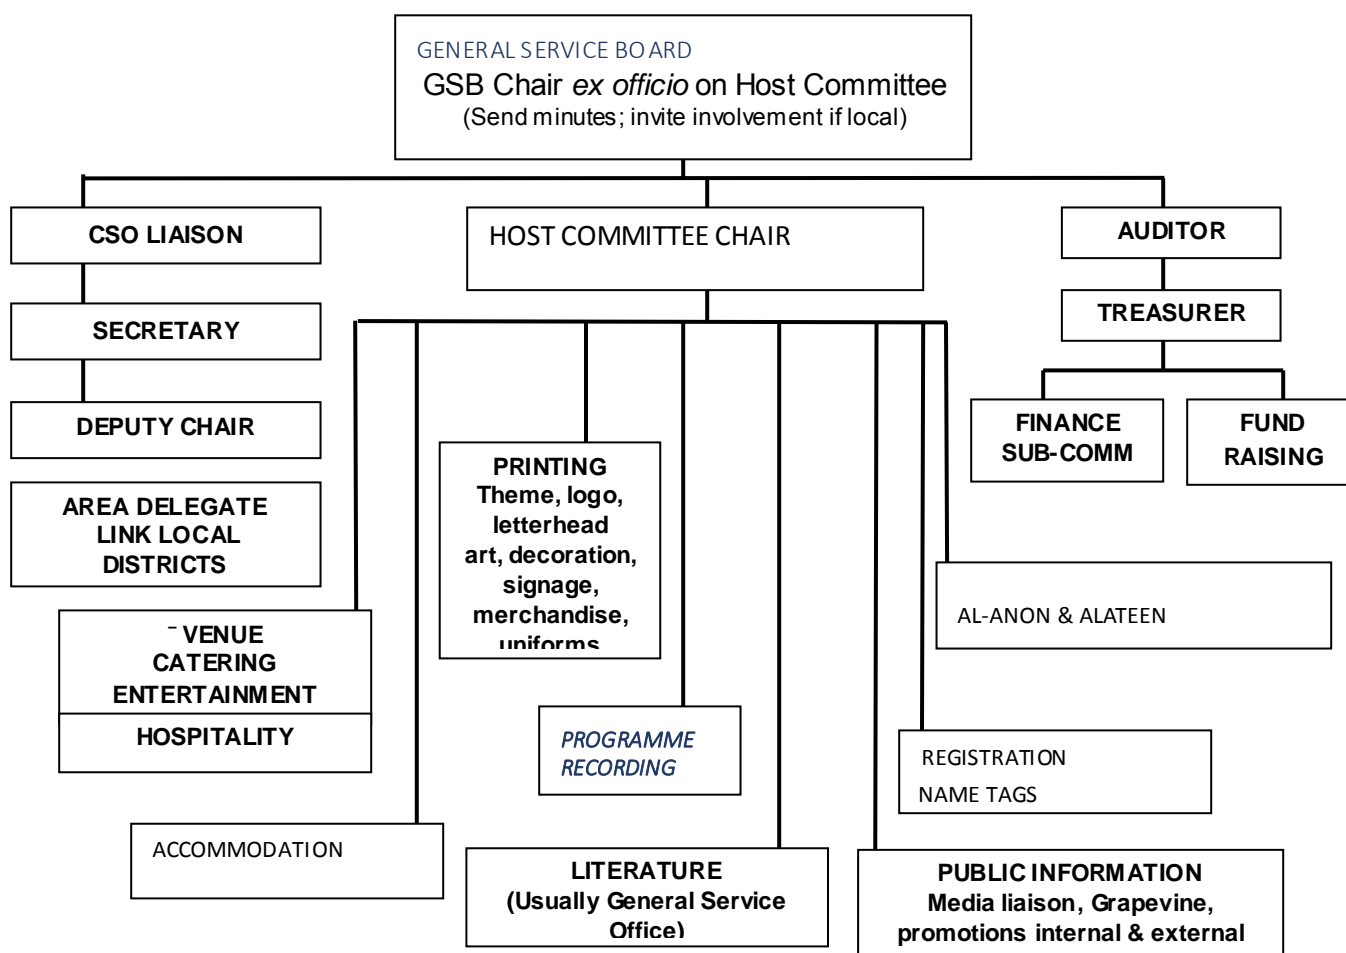 GENERAL SERVICE BOARD
GSB Chair ex officio on Host Committee
(Send minutes; invite involvement if local)
CSO LIAISON
HOST COMMITTEE CHAIR
AUDITOR
SECRETARY
TREASURER
DEPUTY CHAIR
FINANCE
SUB-COMM
FUND
RAISING
AREA DELEGATE
LINK LOCAL
DISTRICTS
PRINTING
Theme, logo,
letterhead
art, decoration,
signage,
merchandise,
uniforms
AL-ANON & ALATEEN
¯ VENUE
CATERING
ENTERTAINMENT
HOSPITALITY
PROGRAMME
RECORDING
REGISTRATION
NAME TAGS
ACCOMMODATION
LITERATURE
(Usually General Service
Office)
PUBLIC INFORMATION
Media liaison, Grapevine,
promotions internal & external